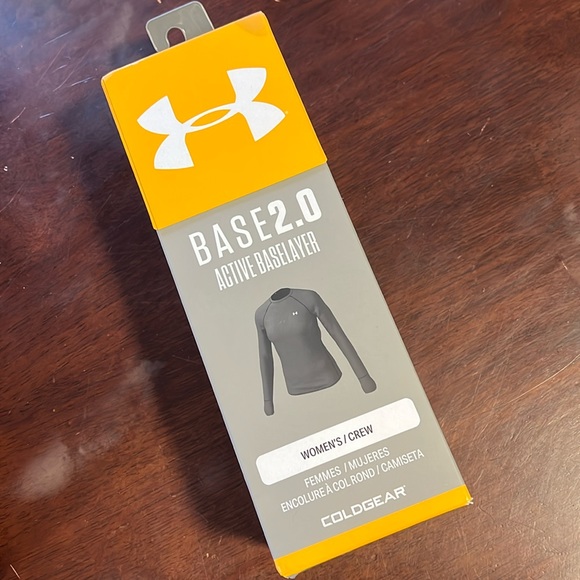 BASE2.0
ACTIVE BASELAYER
WOMEN'S / CREW
FEMMES / MUJERES
ENCOLURE À COL ROND / CAMISETA
COLDGEAR